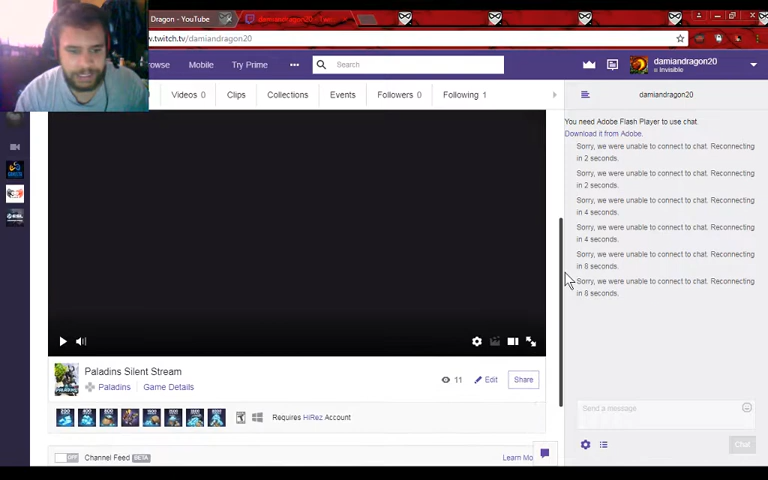 Dragon - YouTube
damiandragon20
w.twitch.tv/damiandragon20
owse Mobile Try Prime ••• Search damiandragon20
Invisible
Videos 0 Clips Collections Events Followers 0 Following 1 damiandragon20
You need Adobe Flash Player to use chat
Download it from Adobe.
Sorry, we were unable to connect to chat. Reconnecting
in 2 seconds.
Sorry, we were unable to connect to chat. Reconnecting
in 2 seconds.
Sorry, we were unable to connect to chat. Reconnecting
in 4 seconds.
Sorry, we were unable to connect to chat. Reconnecting
in 4 seconds.
Sorry, we were unable to connect to chat. Reconnecting
in 8 seconds.
Sorry, we were unable to connect to chat. Reconnecting
in 8 seconds.
Paladins Silent Stream
Paladins Game Details
11 Edit Share
Requires HiRez Account
Send a message
Chat
OFF Channel Feed BETA Learn Mo